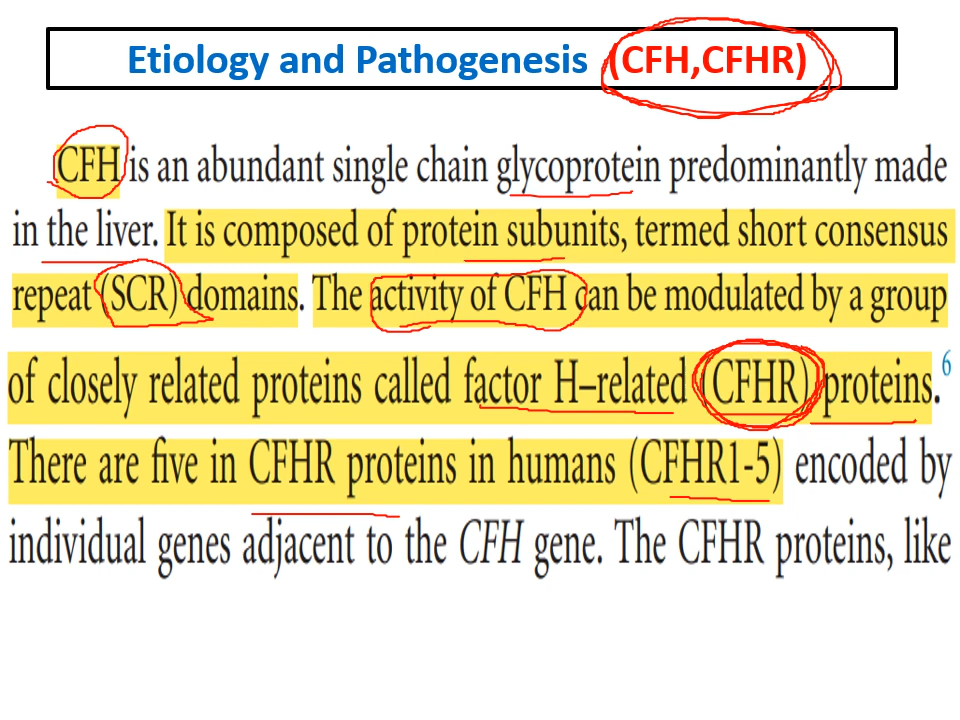 Etiology and Pathogenesis (CFH,CFHR)
CFH is an abundant single chain glycoprotein predominantly made
in the liver. It is composed of protein subunits, termed short consensus
repeat (SCR) domains. The activity of CFH can be modulated by a group
of closely related proteins called factor H–related (CFHR) proteins.6
There are five in CFHR proteins in humans (CFHR1-5) encoded by
individual genes adjacent to the CFH gene. The CFHR proteins, like